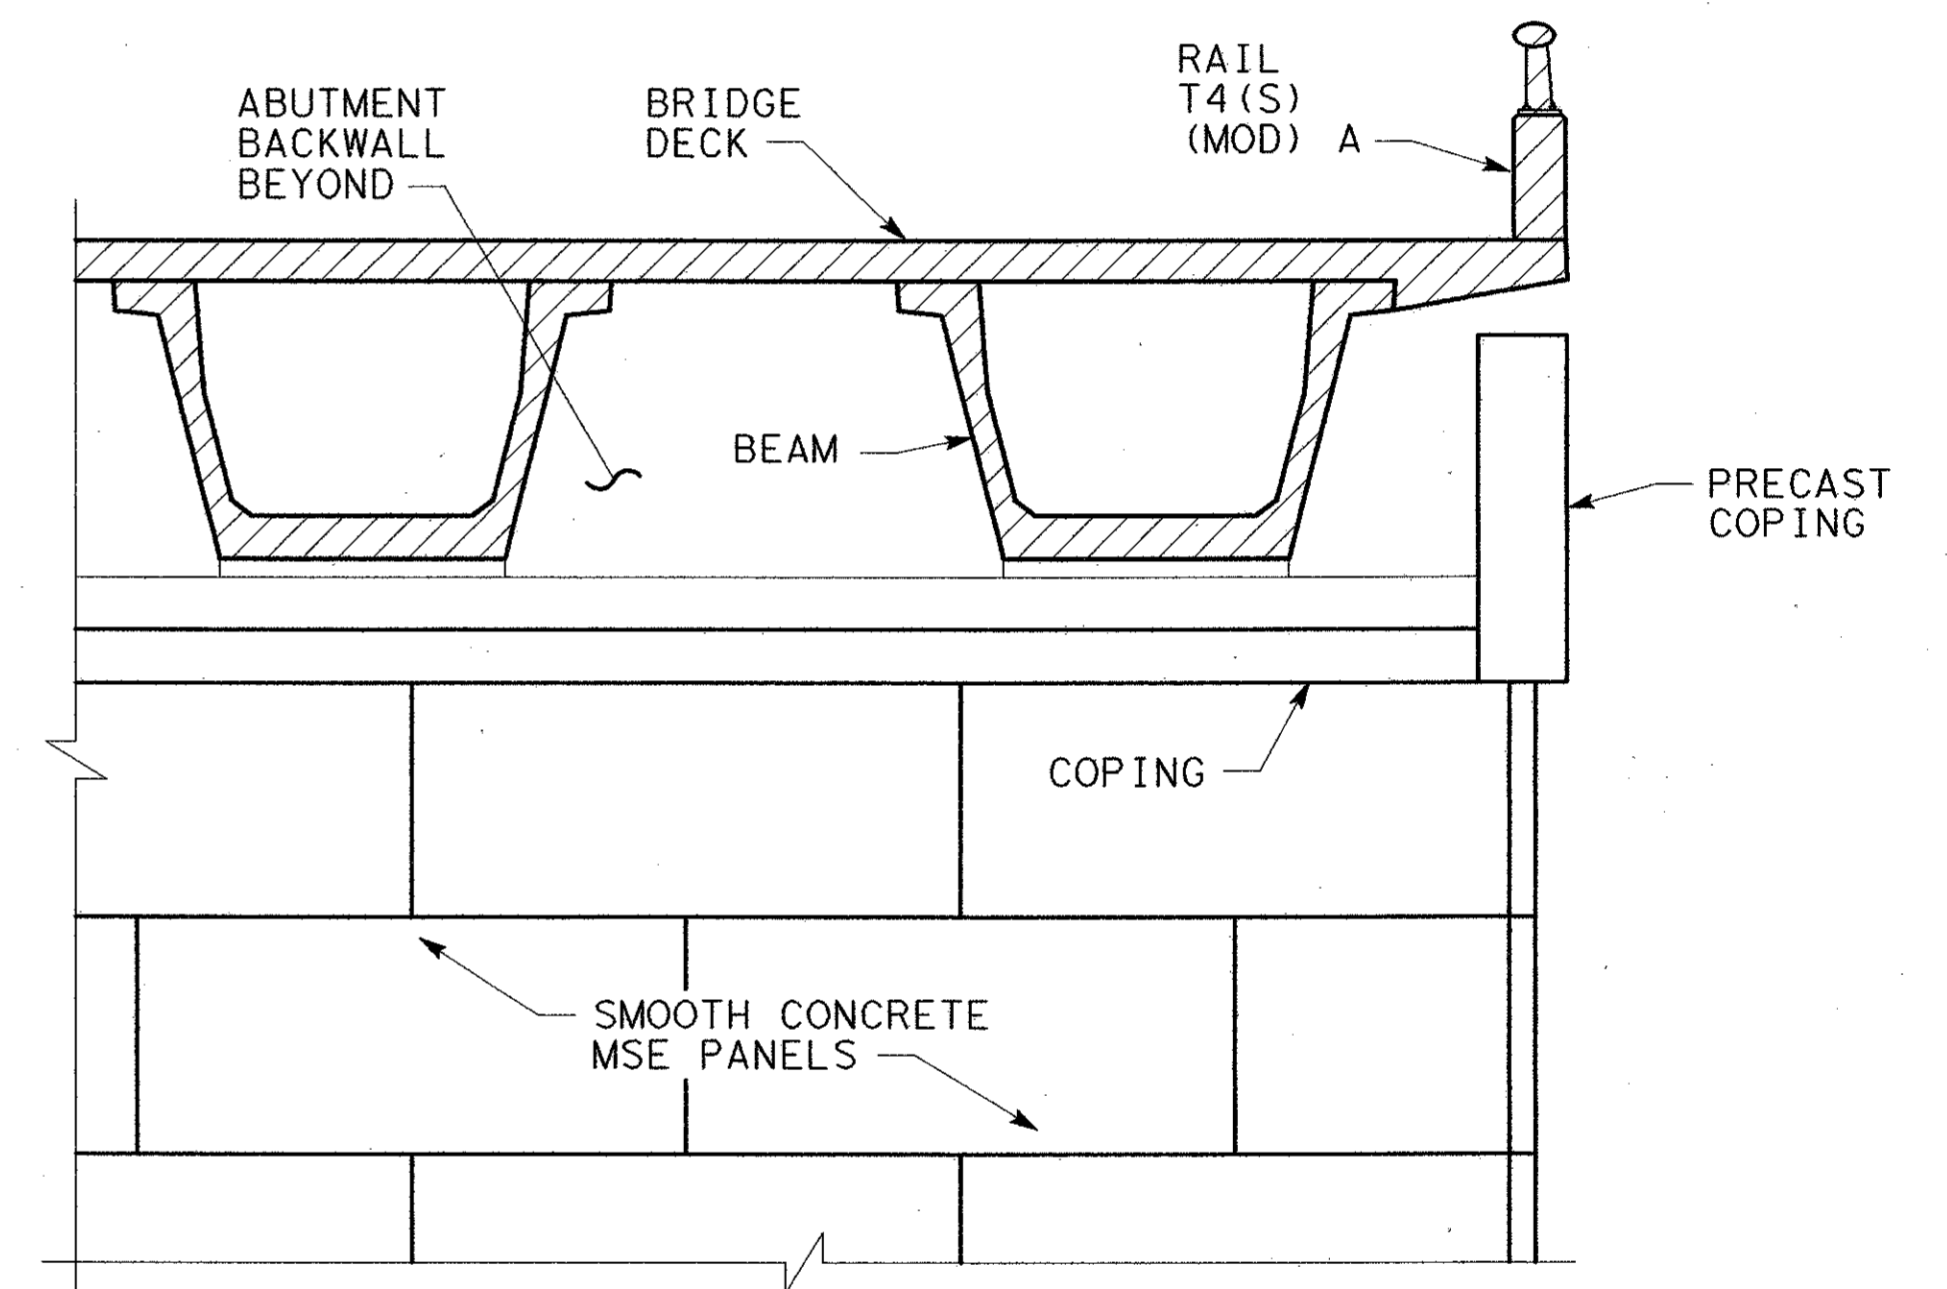 ABUTMENT
BACKWALL
BEYOND
BRIDGE
DECK
RAIL
T4(S)
(MOD) A
BEAM
PRECAST
COPING
COPING
SMOOTH CONCRETE
MSE PANELS